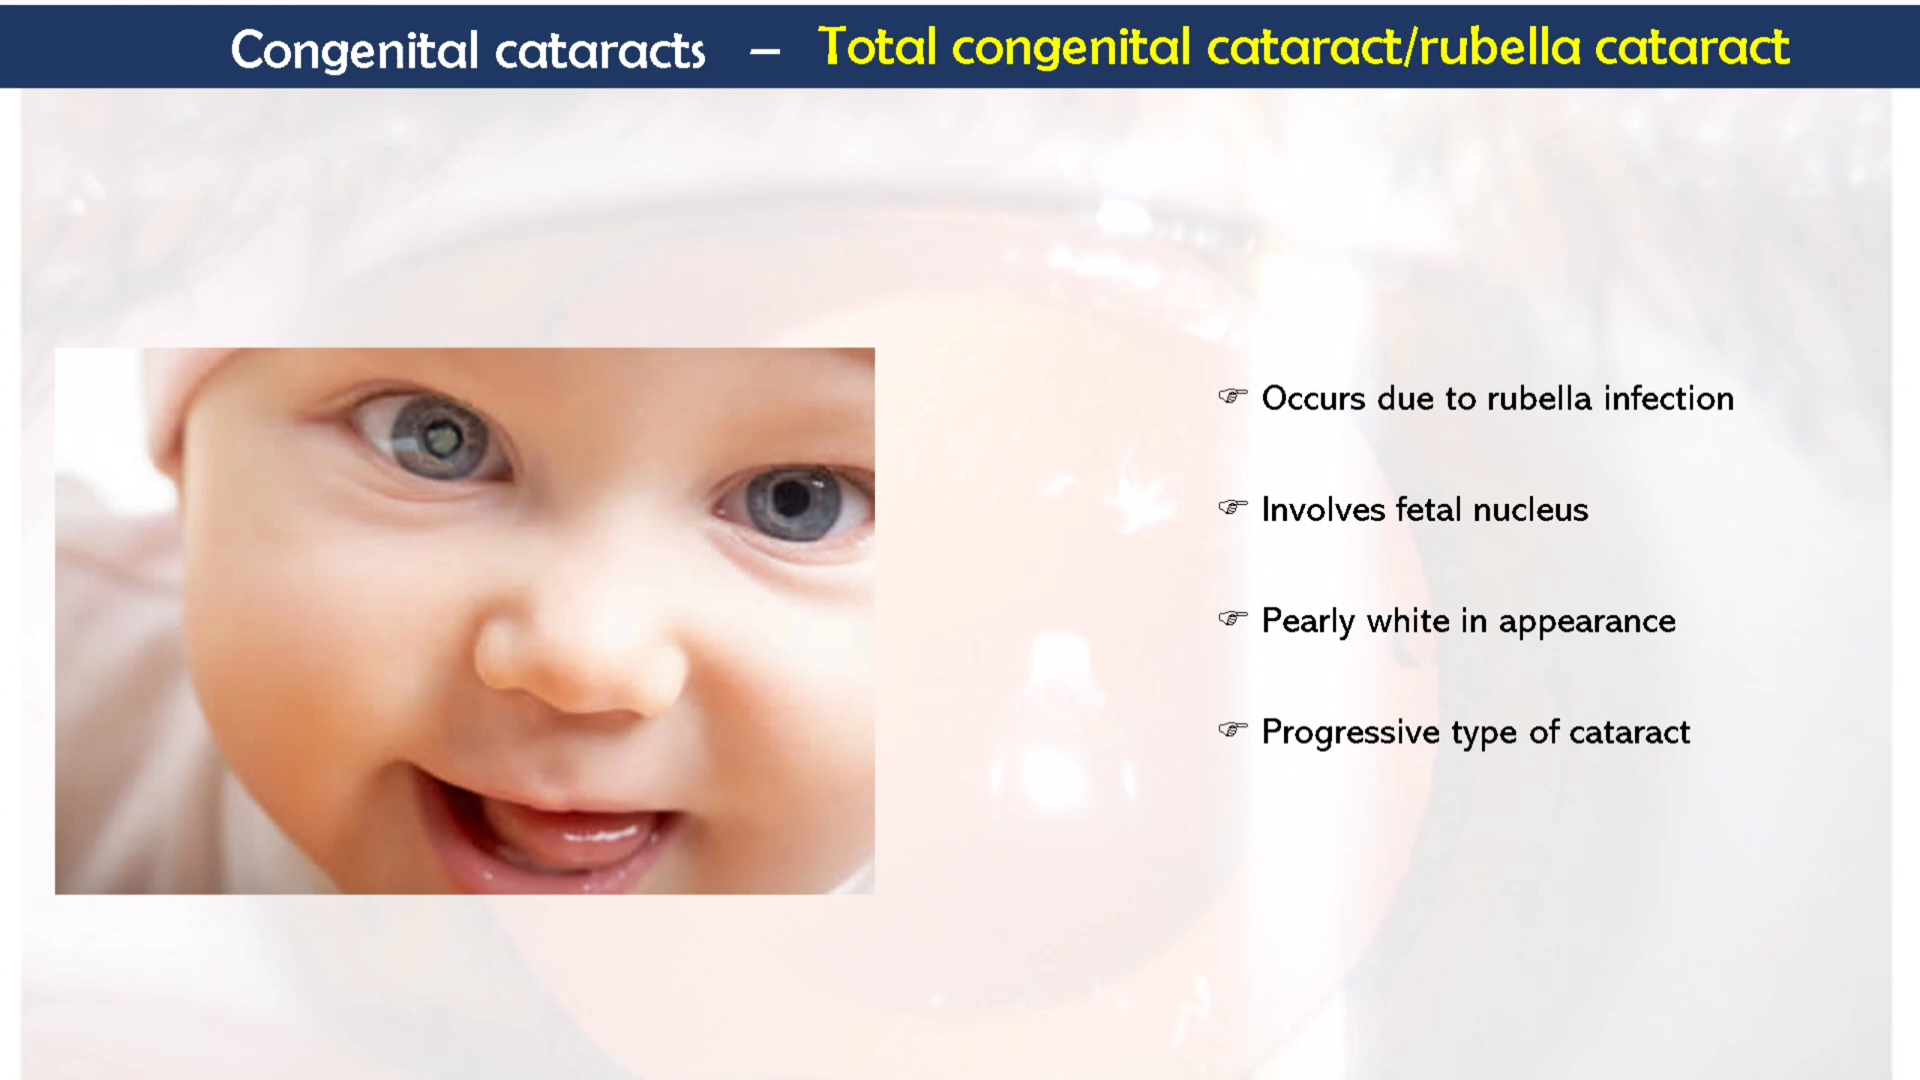 Congenital cataracts – Total congenital cataract/rubella cataract
☞ Occurs due to rubella infection
☞ Involves fetal nucleus
☞ Pearly white in appearance
☞ Progressive type of cataract